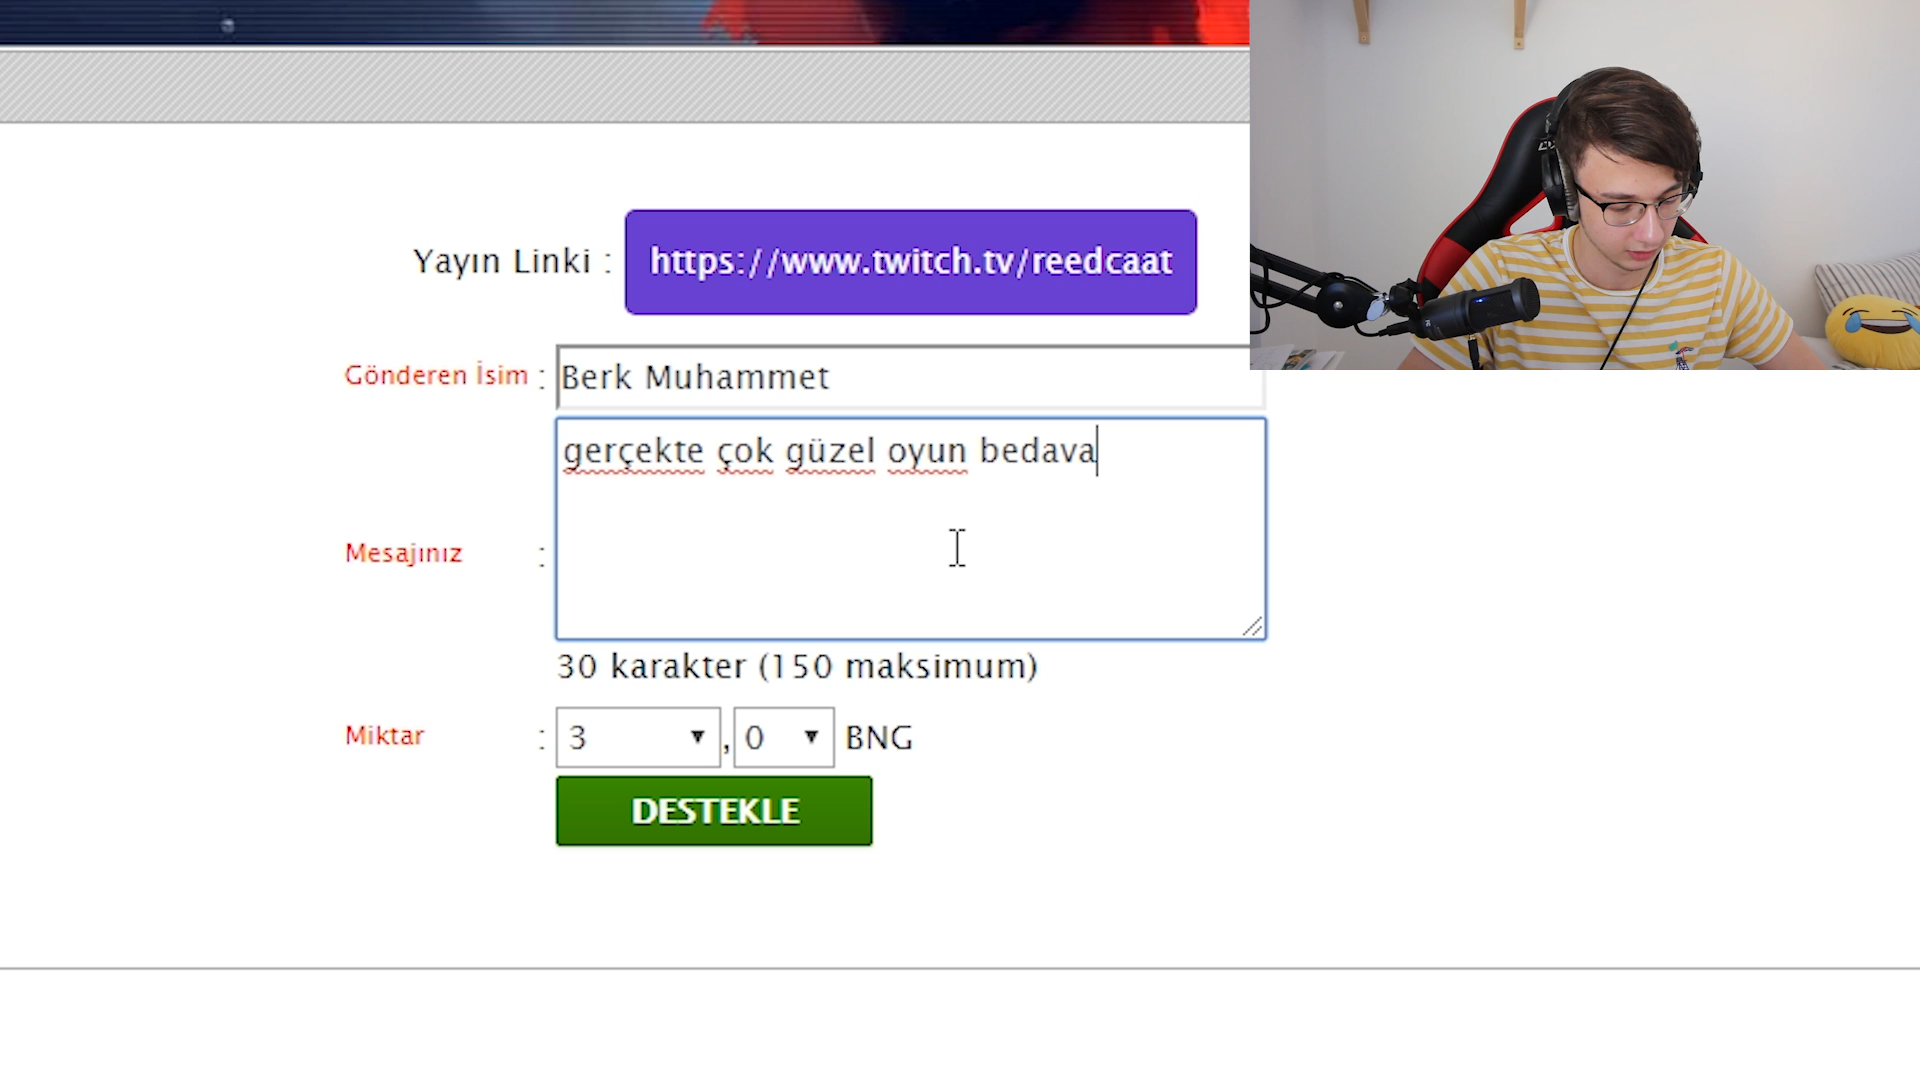 Yayın Linki : https://www.twitch.tv/reedcaat
Gönderen İsim : Berk Muhammet
Mesajınız : gerçekte çok güzel oyun bedava
30 karakter (150 maksimum)
Miktar : 3 , 0 BNG
DESTEKLE